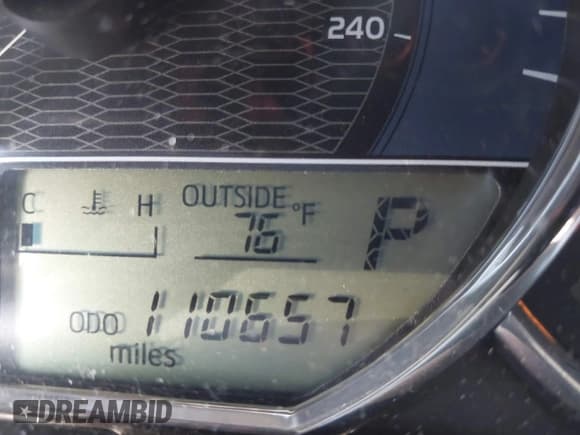 240
C H OUTSIDE 76 °F P
ODO 110657
miles
DREAMBID